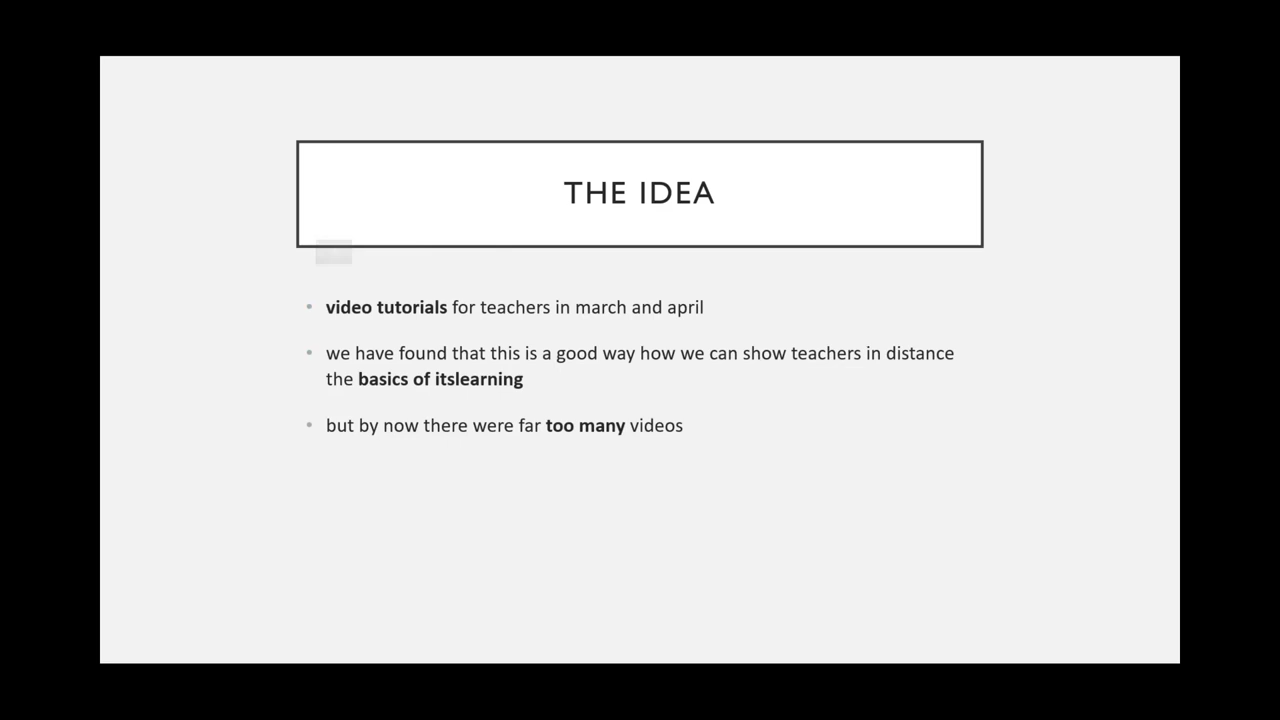 THE IDEA
• video tutorials for teachers in march and april
• we have found that this is a good way how we can show teachers in distance
the basics of itslearning
• but by now there were far too many videos